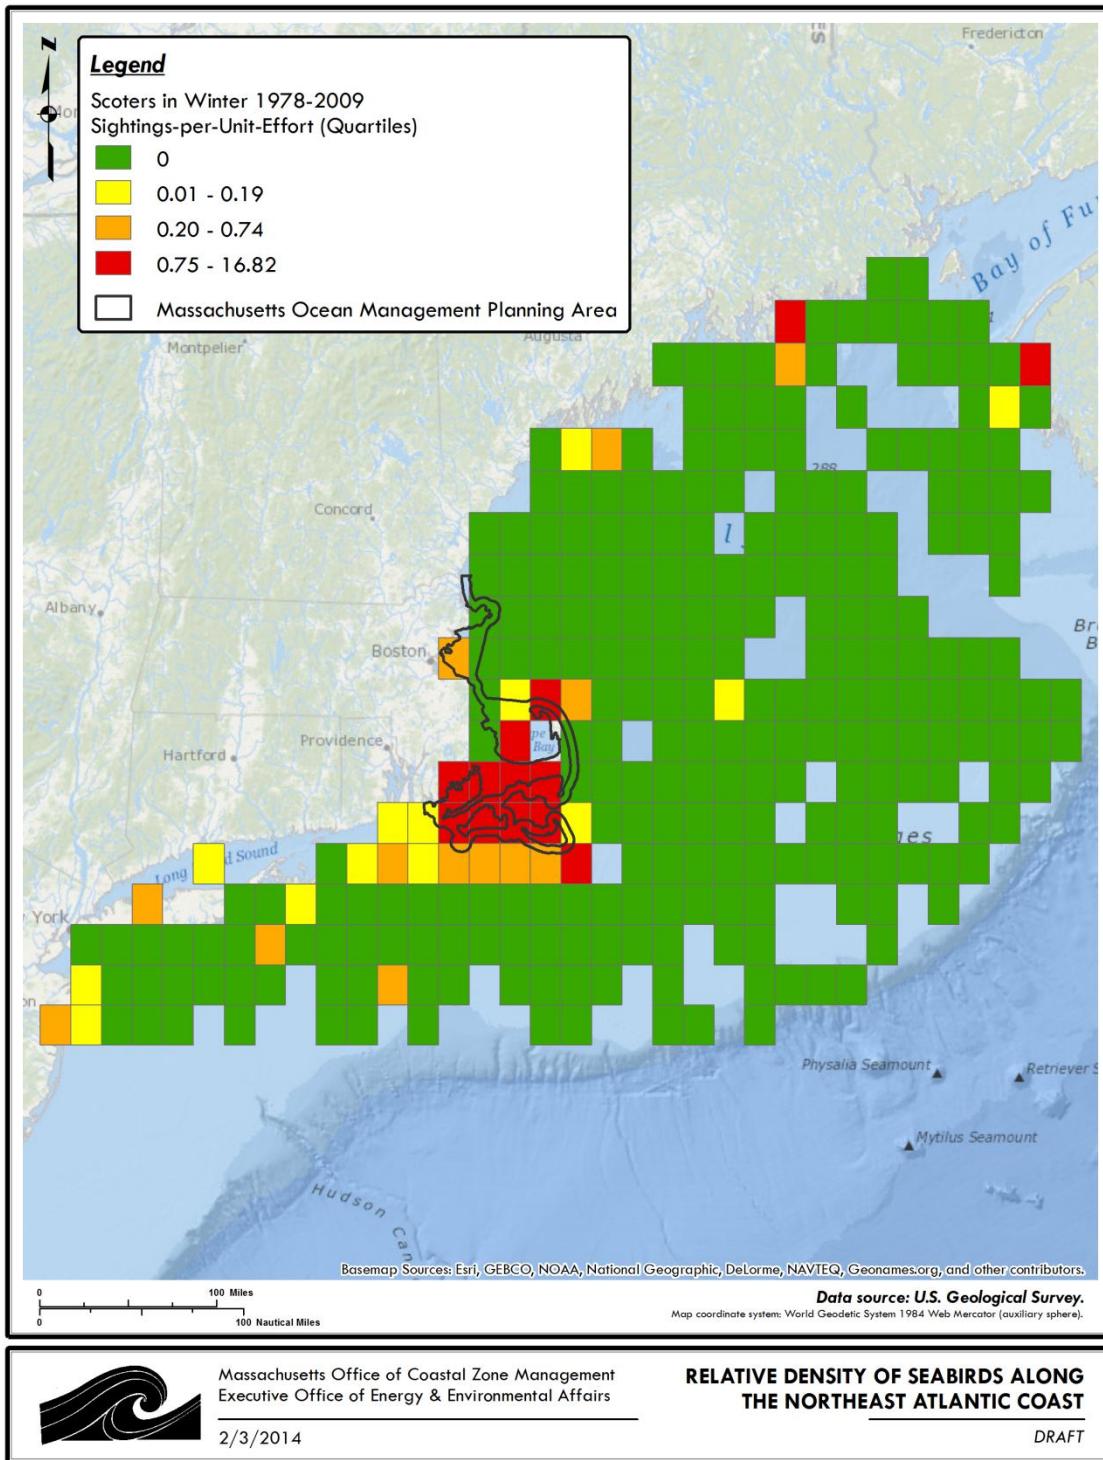 Fredericton
N
Legend
Scoters in Winter 1978-2009
Sightings-per-Unit-Effort (Quartiles)
0
0.01 - 0.19
0.20 - 0.74
0.75 - 16.82
Massachusetts Ocean Management Planning Area
Bay of Fu
Augusta
Montpelier
288
Concord
Albany
Boston
Providence
Hartford
Bay
Sound
York
Physalia Seamount
Retriever S
Mytilus Seamount
Hudson Can
Basemap Sources: Esri, GEBCO, NOAA, National Geographic, DeLorme, NAVTEQ, Geonames.org, and other contributors.
0 100 Miles
0 100 Nautical Miles
Data source: U.S. Geological Survey.
Map coordinate system: World Geodetic System 1984 Web Mercator (auxiliary sphere).
Massachusetts Office of Coastal Zone Management
Executive Office of Energy & Environmental Affairs
2/3/2014
RELATIVE DENSITY OF SEABIRDS ALONG
THE NORTHEAST ATLANTIC COAST
DRAFT